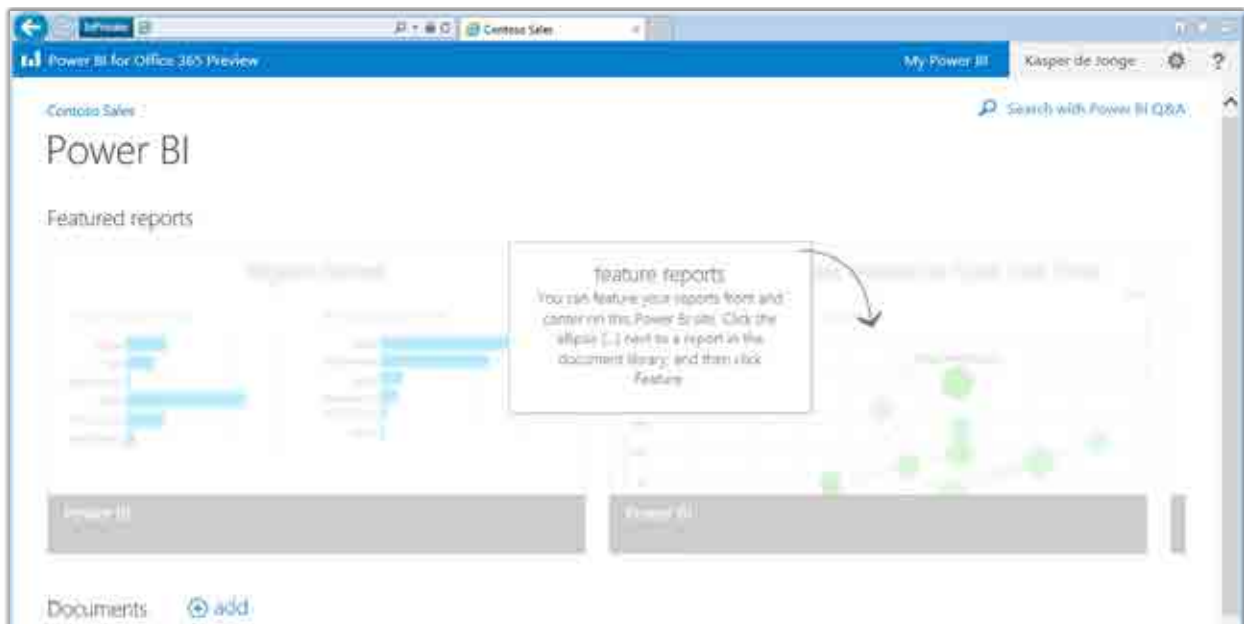 InPrivate
Contoso Sales
Power BI for Office 365 Preview
My Power BI
Kasper de Jonge
?
Contoso Sales
Search with Power BI Q&A
Power BI
Featured reports
feature reports
You can feature your reports front and
center on this Power BI site. Click the
ellipsis (...) next to a report in the
document library, and then click
Feature
Power BI
Power BI
Documents
add